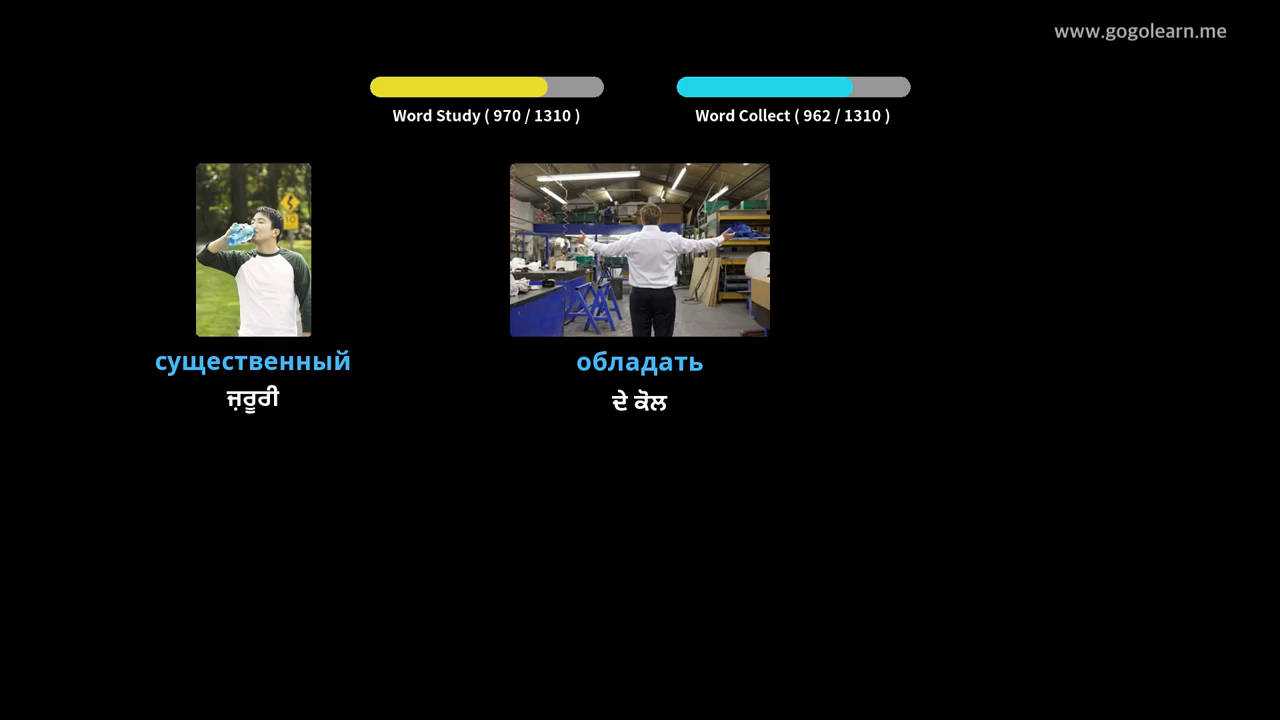 www.gogolearn.me
Word Study ( 970 / 1310 )
Word Collect ( 962 / 1310 )
существенный
ਜ਼ਰੂਰੀ
обладать
ਦੇ ਕੋਲ